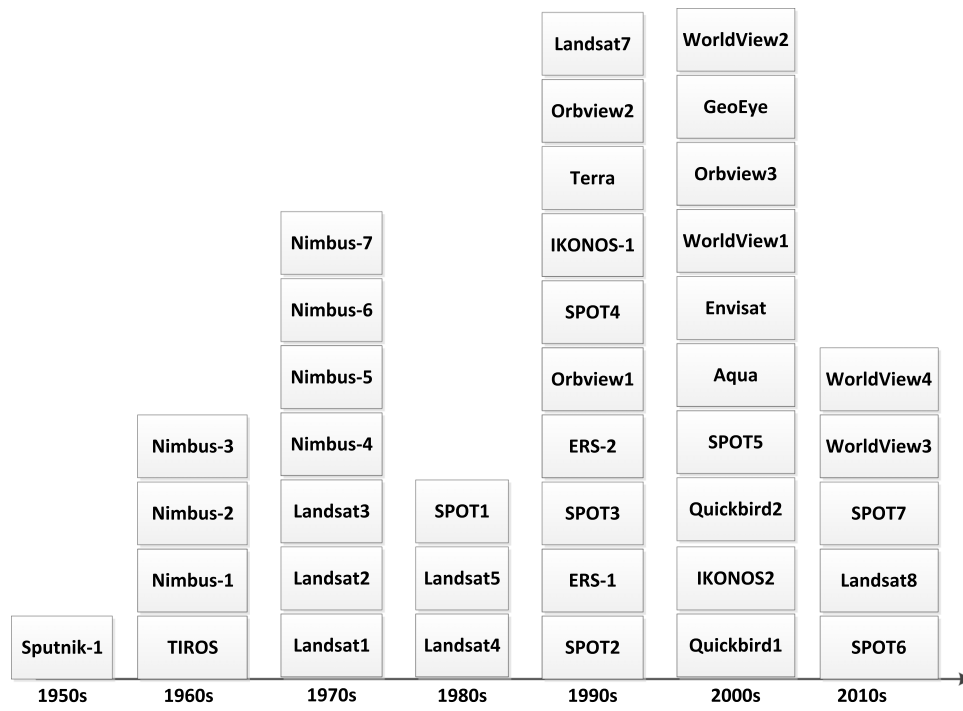 Landsat7
WorldView2
Orbview2
GeoEye
Terra
Orbview3
Nimbus-7
IKONOS-1
WorldView1
Nimbus-6
SPOT4
Envisat
Nimbus-5
Orbview1
Aqua
WorldView4
Nimbus-3
Nimbus-4
ERS-2
SPOT5
WorldView3
Nimbus-2
Landsat3
SPOT1
SPOT3
Quickbird2
SPOT7
Nimbus-1
Landsat2
Landsat5
ERS-1
IKONOS2
Landsat8
Sputnik-1
TIROS
Landsat1
Landsat4
SPOT2
Quickbird1
SPOT6
1950s
1960s
1970s
1980s
1990s
2000s
2010s